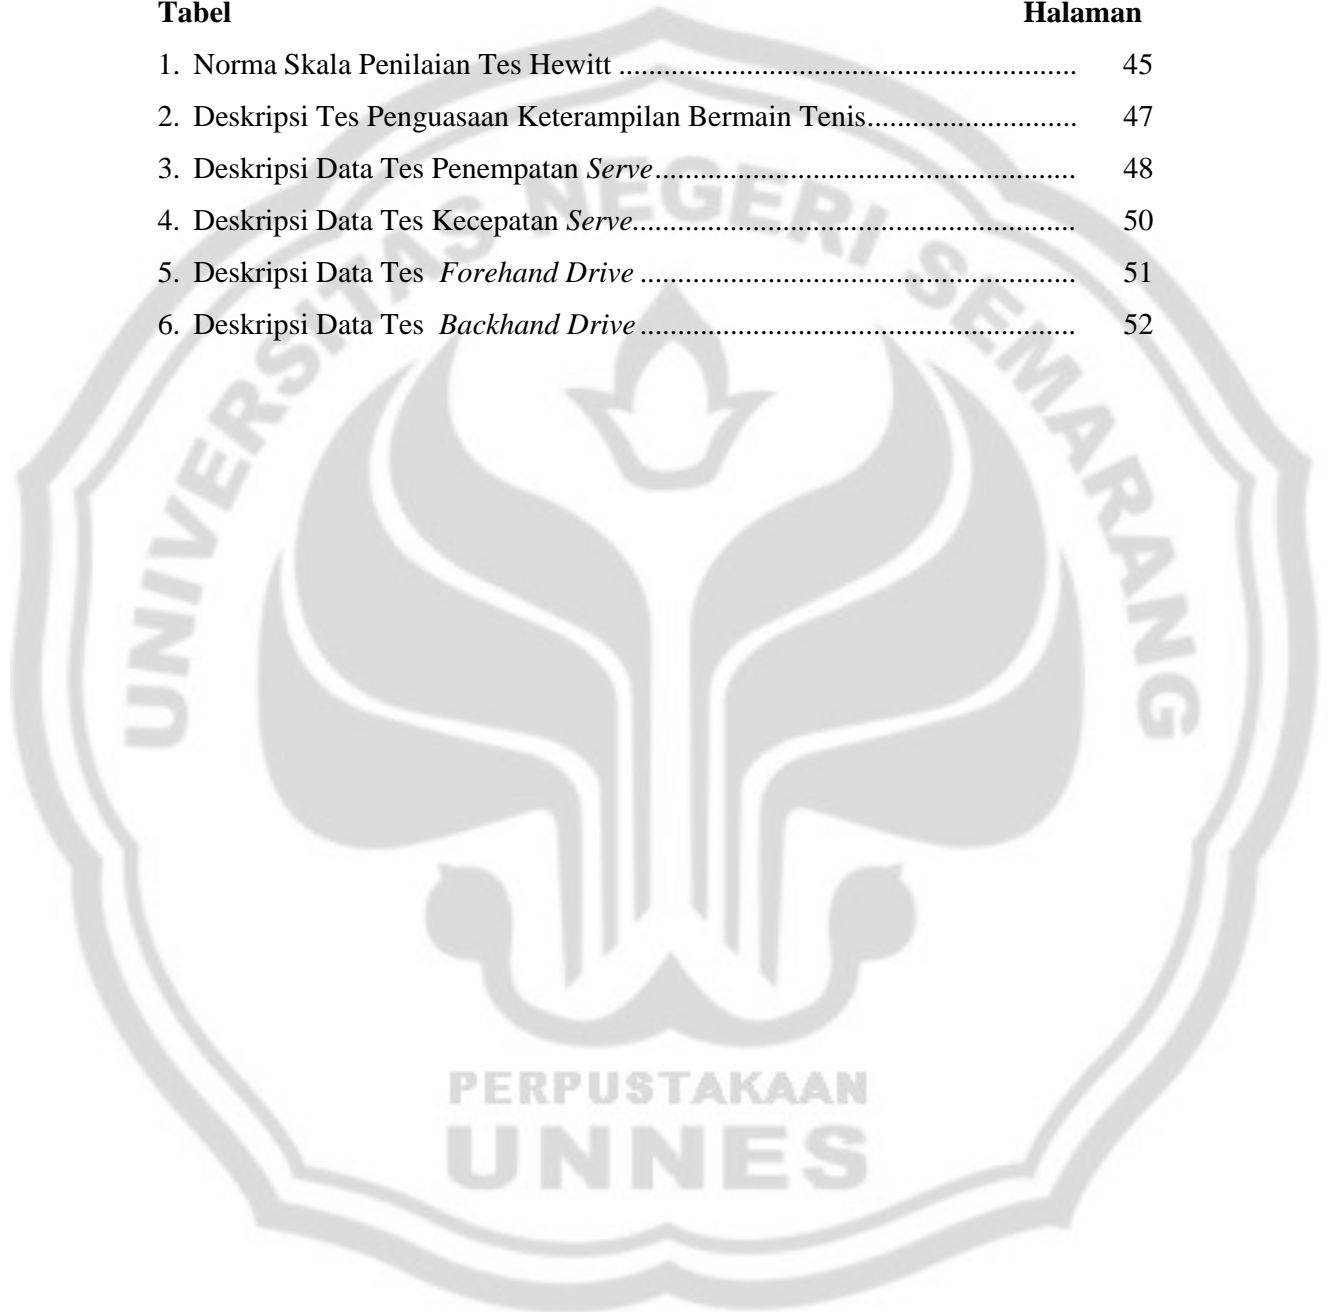 Tabel Halaman
1. Norma Skala Penilaian Tes Hewitt ........................................................ 45
2. Deskripsi Tes Penguasaan Keterampilan Bermain Tenis.......................... 47
3. Deskripsi Data Tes Penempatan Serve.................................................... 48
4. Deskripsi Data Tes Kecepatan Serve....................................................... 50
5. Deskripsi Data Tes Forehand Drive ...................................................... 51
6. Deskripsi Data Tes Backhand Drive ...................................................... 52
UNIVERSITAS NEGERI SEMARANG
PERPUSTAKAAN
UNNES